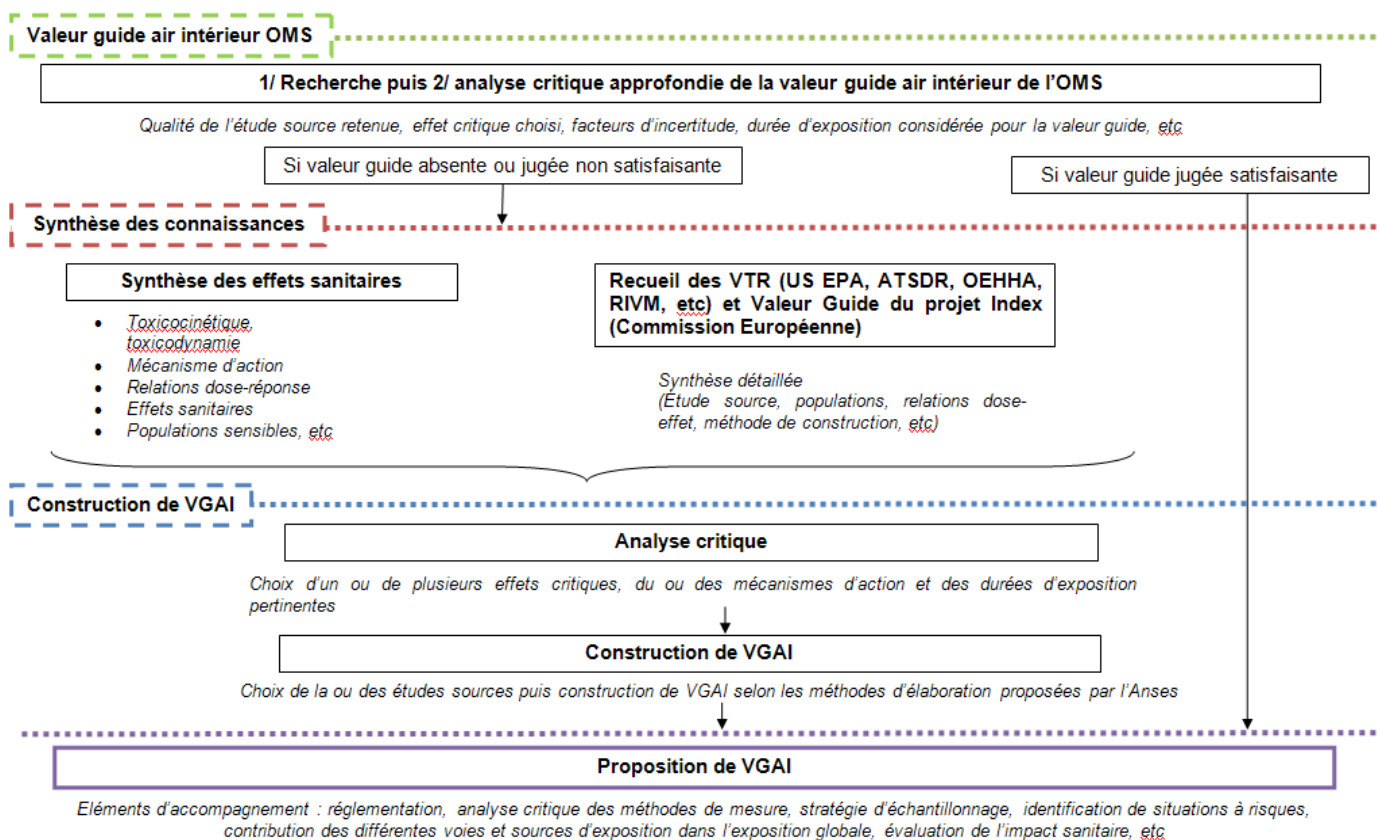 Valeur guide air intérieur OMS
1/ Recherche puis 2/ analyse critique approfondie de la valeur guide air intérieur de l'OMS
Qualité de l'étude source retenue, effet critique choisi, facteurs d'incertitude, durée d'exposition considérée pour la valeur guide, etc
Si valeur guide absente ou jugée non satisfaisante
Si valeur guide jugée satisfaisante
Synthèse des connaissances
Synthèse des effets sanitaires
• Toxicocinétique,
toxicodynamie
• Mécanisme d'action
• Relations dose-réponse
• Effets sanitaires
• Populations sensibles, etc
Recueil des VTR (US EPA, ATSDR, OEHHA,
RIVM, etc) et Valeur Guide du projet Index
(Commission Européenne)
Synthèse détaillée
(Étude source, populations, relations dose-
effet, méthode de construction, etc)
Construction de VGAI
Analyse critique
Choix d'un ou de plusieurs effets critiques, du ou des mécanismes d'action et des durées d'exposition
pertinentes
Construction de VGAI
Choix de la ou des études sources puis construction de VGAI selon les méthodes d'élaboration proposées par l'Anses
Proposition de VGAI
Eléments d'accompagnement : réglementation, analyse critique des méthodes de mesure, stratégie d'échantillonnage, identification de situations à risques,
contribution des différentes voies et sources d'exposition dans l'exposition globale, évaluation de l'impact sanitaire, etc